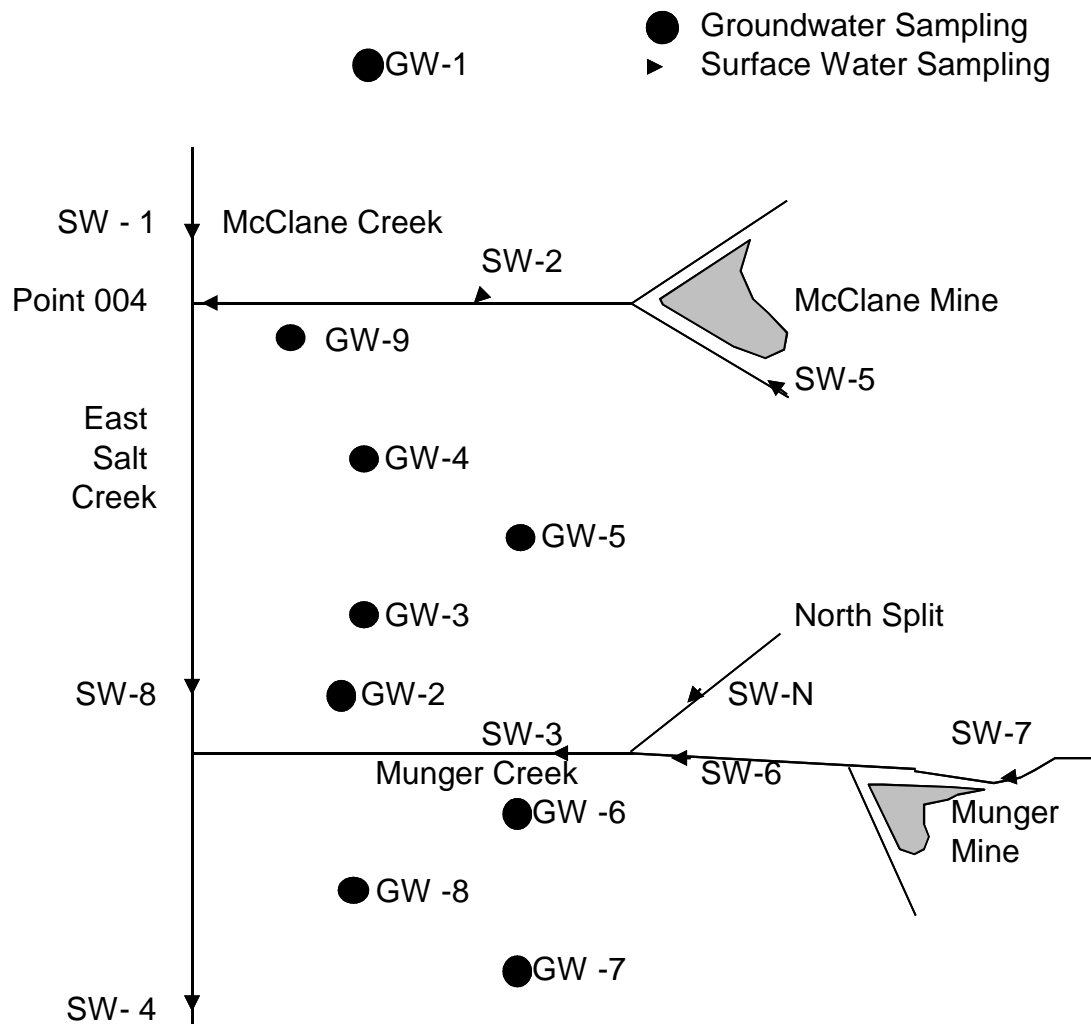 Groundwater Sampling
GW-1
Surface Water Sampling
SW - 1
McClane Creek
SW-2
Point 004
McClane Mine
GW-9
SW-5
East
Salt
Creek
GW-4
GW-5
GW-3
North Split
SW-8
GW-2
SW-N
SW-3
SW-7
Munger Creek
SW-6
GW -6
Munger
Mine
GW -8
GW -7
SW- 4